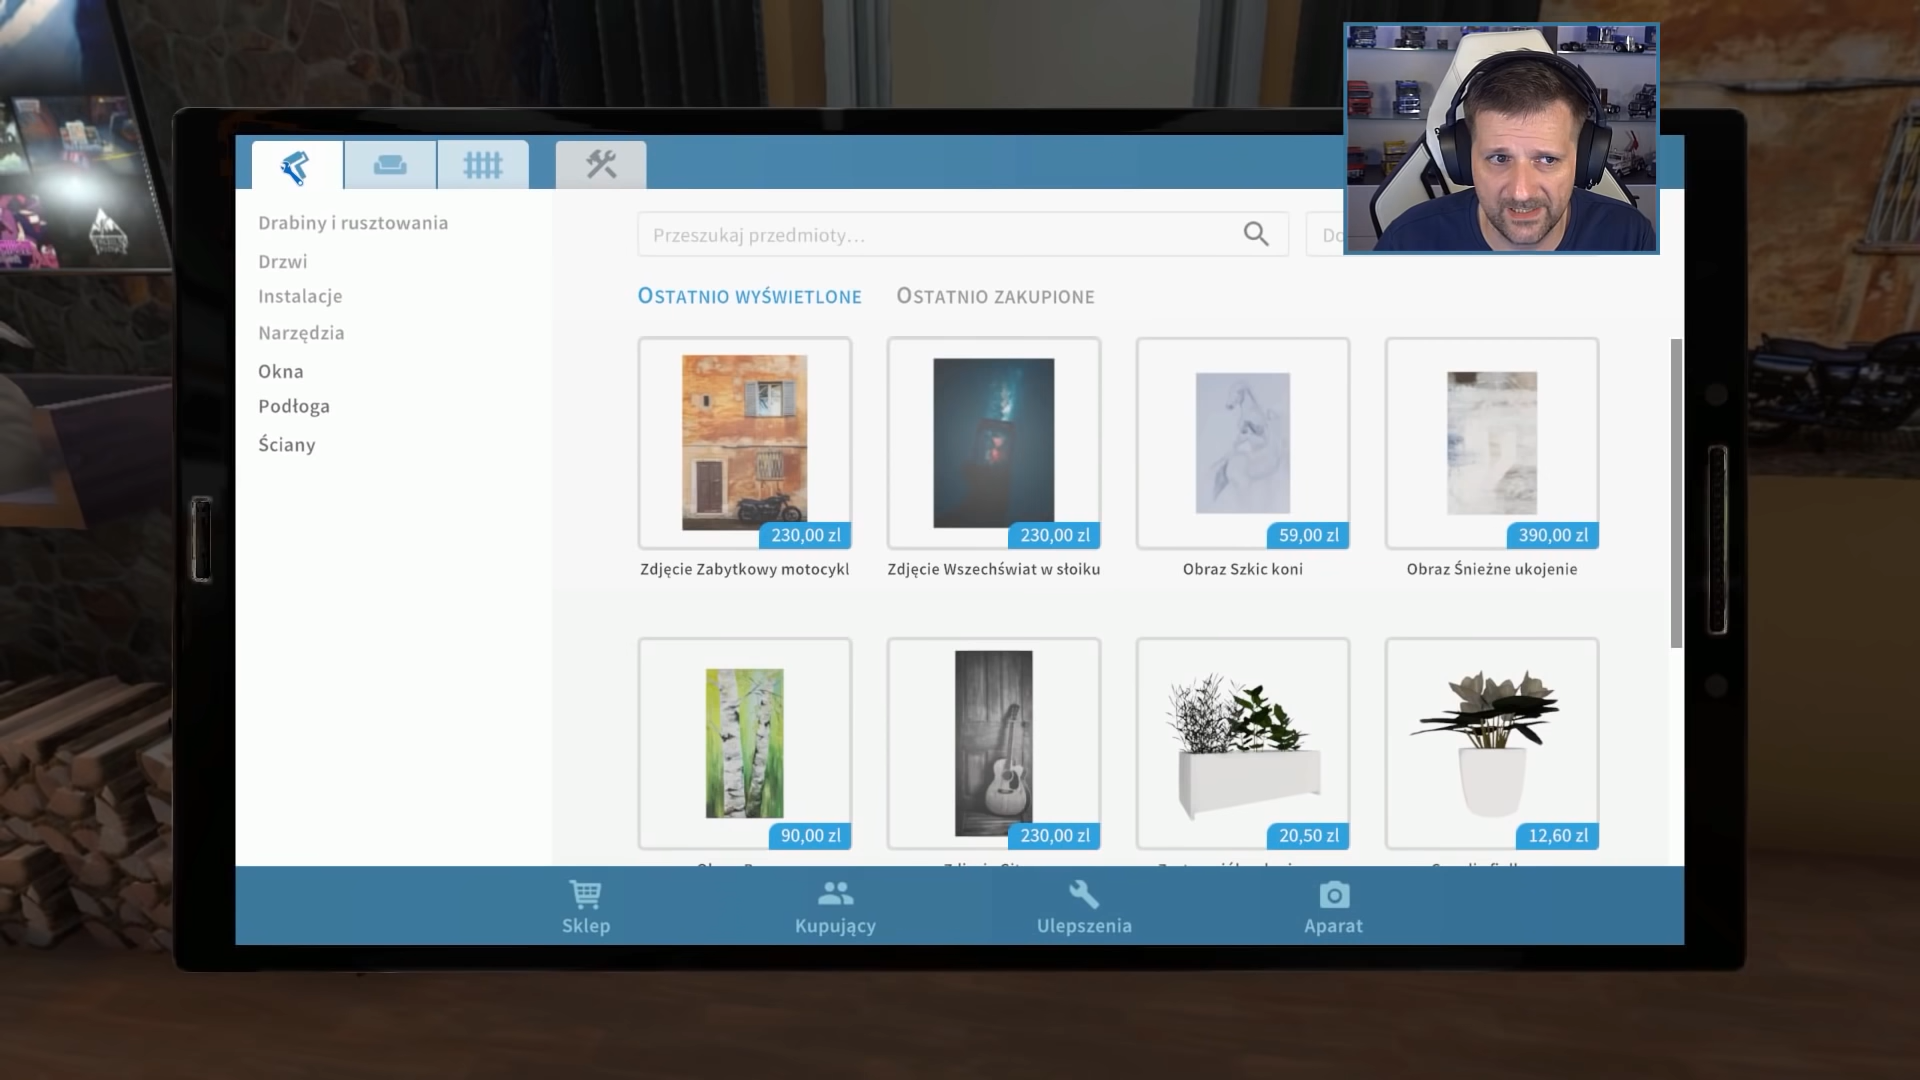 Drabiny i rusztowania
Drzwi
Instalacje
Narzędzia
Okna
Podłoga
Ściany
Przeszukaj przedmioty...
OSTATNIO WYŚWIETLONE
OSTATNIO ZAKUPIONE
230,00 zl
230,00 zl
59,00 zl
390,00 zl
Zdjęcie Zabytkowy motocykl
Zdjęcie Wszechświat w słoiku
Obraz Szkic koni
Obraz Śnieżne ukojenie
90,00 zl
230,00 zl
20,50 zl
12,60 zl
Sklep
Kupujący
Ulepszenia
Aparat